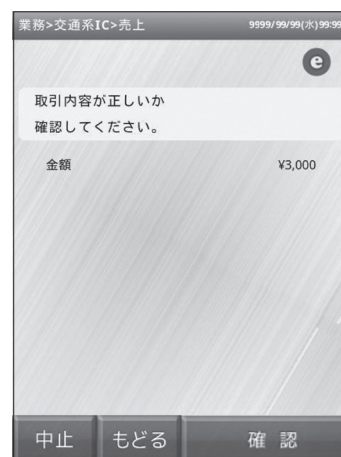 業務>交通系IC>売上 9999/99/99(水)99:99
e
取引内容が正しいか
確認してください。
金額 ¥3,000
中止 もどる 確認